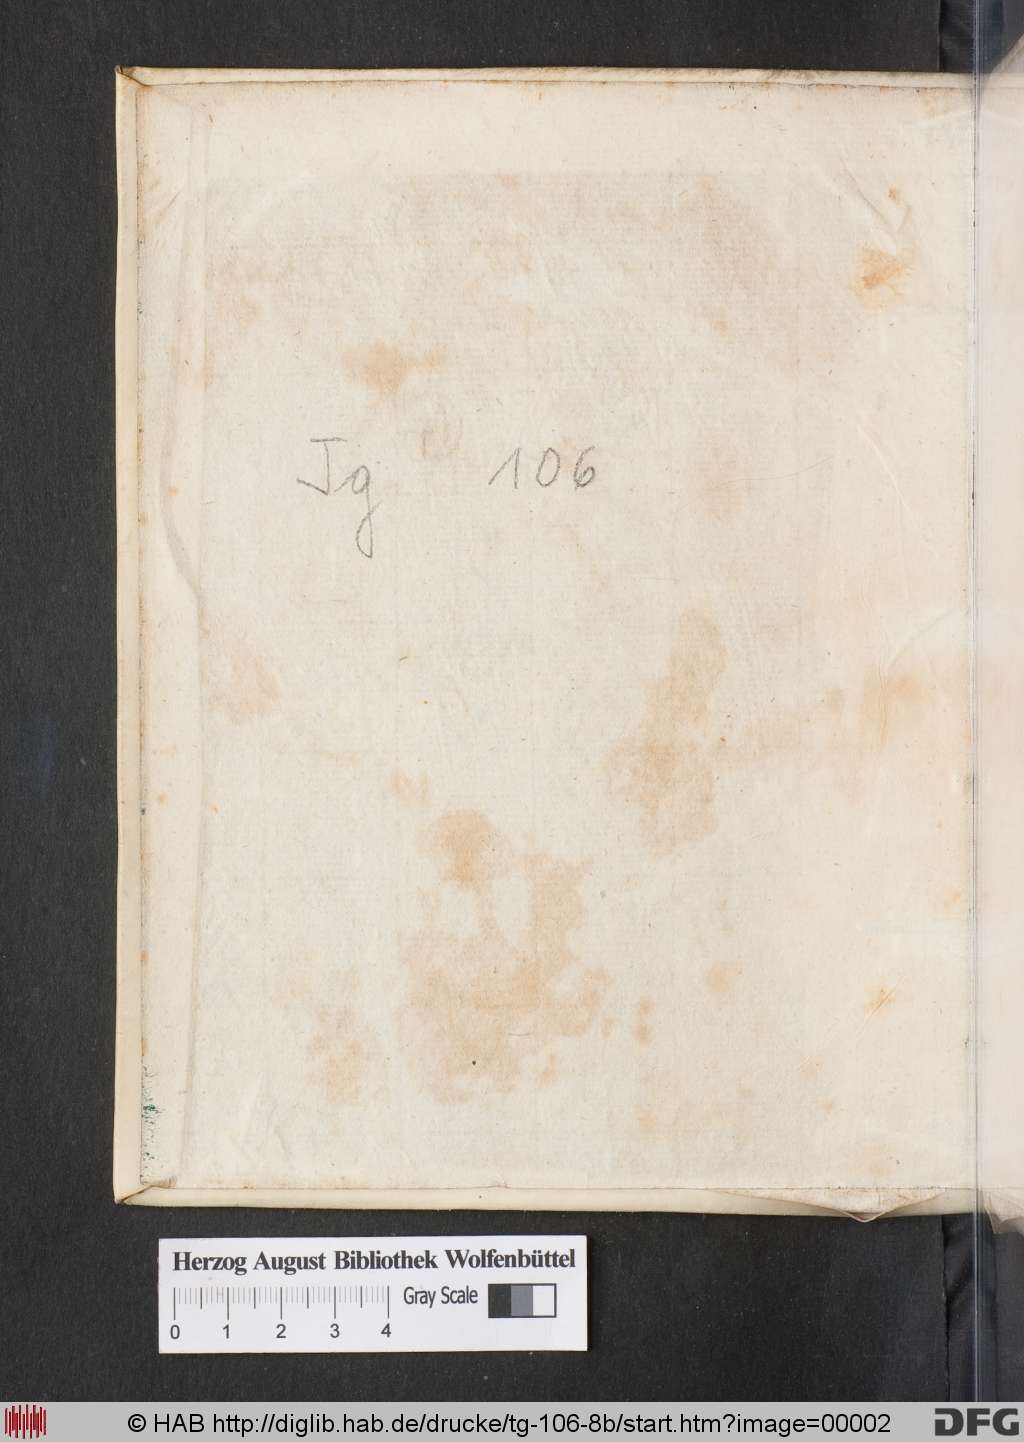 Tg 106
Herzog August Bibliothek Wolfenbüttel
Gray Scale
0 1 2 3 4
© HAB http://diglib.hab.de/drucke/tg-106-8b/start.htm?image=00002
DFG